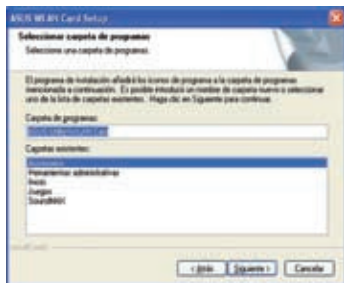 ASUS WLAN Card Setup
Seleccionar carpeta de programas
Seleccione una carpeta de programas.
El programa de instalación añadirá los iconos de programa a la carpeta de programas
mencionada a continuación. Es posible introducir un nombre de carpeta nuevo o seleccionar
uno de la lista de carpetas existentes. Haga clic en Siguiente para continuar.
Carpeta de programas:
Carpetas existentes:
Accesorios
Herramientas administrativas
Inicio
Juegos
SoundMAX
< Atrás
Siguiente >
Cancelar